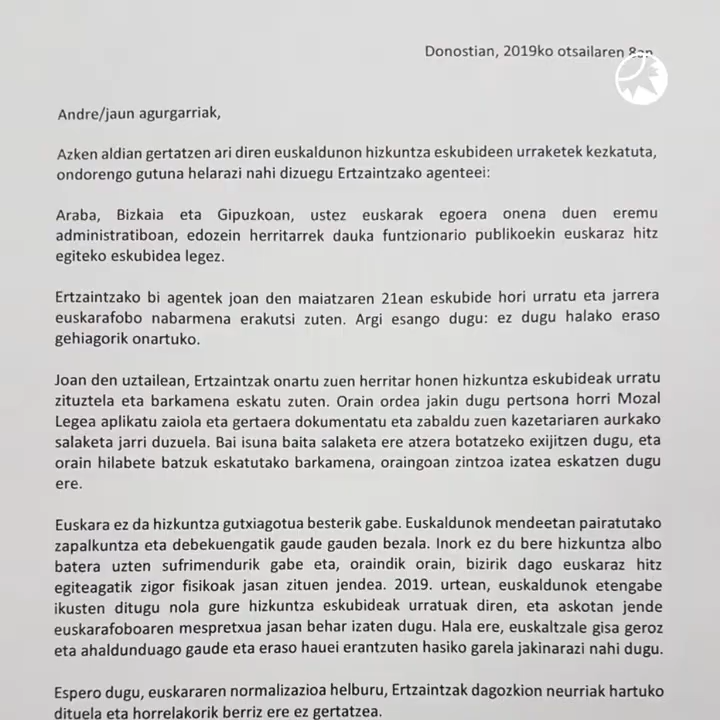 Donostian, 2019ko otsailaren 8an
Andre/jaun agurgarriak,
Azken aldian gertatzen ari diren euskaldunon hizkuntza eskubideen urraketek kezkatuta,
ondorengo gutuna helarazi nahi dizuegu Ertzaintzako agenteei:
Araba, Bizkaia eta Gipuzkoan, ustez euskarak egoera onena duen eremu
administratiboan, edozein herritarrek dauka funtzionario publikoekin euskaraz hitz
egiteko eskubidea legez.
Ertzaintzako bi agentek joan den maiatzaren 21ean eskubide hori urratu eta jarrera
euskarafobo nabarmena erakutsi zuten. Argi esango dugu: ez dugu halako eraso
gehiagorik onartuko.
Joan den uztailean, Ertzaintzak onartu zuen herritar honen hizkuntza eskubideak urratu
zituztela eta barkamena eskatu zuten. Orain ordea jakin dugu pertsona horri Mozal
Legea aplikatu zaiola eta gertaera dokumentatu eta zabaldu zuen kazetariaren aurkako
salaketa jarri duzuela. Bai isuna baita salaketa ere atzera botatzeko exijitzen dugu, eta
orain hilabete batzuk eskatutako barkamena, oraingoan zintzoa izatea eskatzen dugu
ere.
Euskara ez da hizkuntza gutxiagotua besterik gabe. Euskaldunok mendeetan pairatutako
zapalkuntza eta debekuengatik gaude gauden bezala. Inork ez du bere hizkuntza albo
batera uzten sufrimendurik gabe eta, oraindik orain, bizirik dago euskaraz hitz
egiteagatik zigor fisikoak jasan zituen jendea. 2019. urtean, euskaldunok etengabe
ikusten ditugu nola gure hizkuntza eskubideak urratuak diren, eta askotan jende
euskarafoboaren mespretxua jasan behar izaten dugu. Hala ere, euskaltzale gisa geroz
eta ahaldunduago gaude eta eraso hauei erantzuten hasiko garela jakinarazi nahi dugu.
Espero dugu, euskararen normalizazioa helburu, Ertzaintzak dagozkion neurriak hartuko
dituela eta horrelakorik berriz ere ez gertatzea.